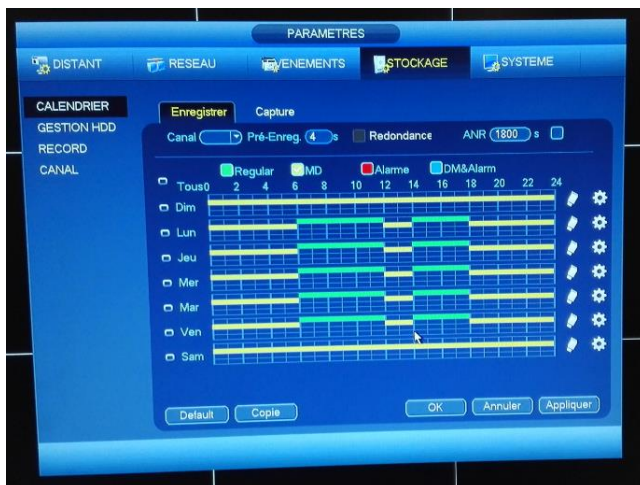 PARAMETRES
DISTANT RESEAU EVENEMENTS STOCKAGE SYSTEME
CALENDRIER
GESTION HDD
RECORD
CANAL
Enregistrer Capture
Canal Pré-Enreg. 4 s Redondance ANR 1800 s
Regular MD Alarme DM&Alarm
Tous 0 2 4 6 8 10 12 14 16 18 20 22 24
Dim
Lun
Jeu
Mer
Mar
Ven
Sam
Default Copie OK Annuler Appliquer